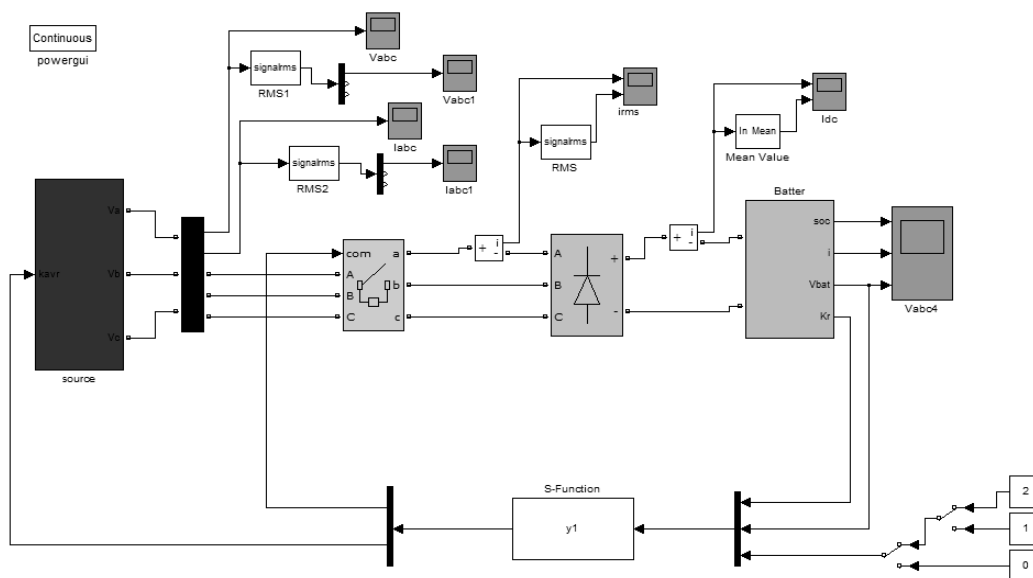 Continuous
powergui
Vabc
signalrms
RMS1
Vabc1
Iabc
signalrms
RMS2
Iabc1
irms
signalrms
RMS
Idc
In Mean
Mean Value
Batter
source
kavr
Va
Vb
Vc
com
A
B
C
a
b
c
+
i
-
A
B
C
+
-
+
i
-
soc
i
Vbat
Kr
Vabc4
S-Function
y1
2
1
0